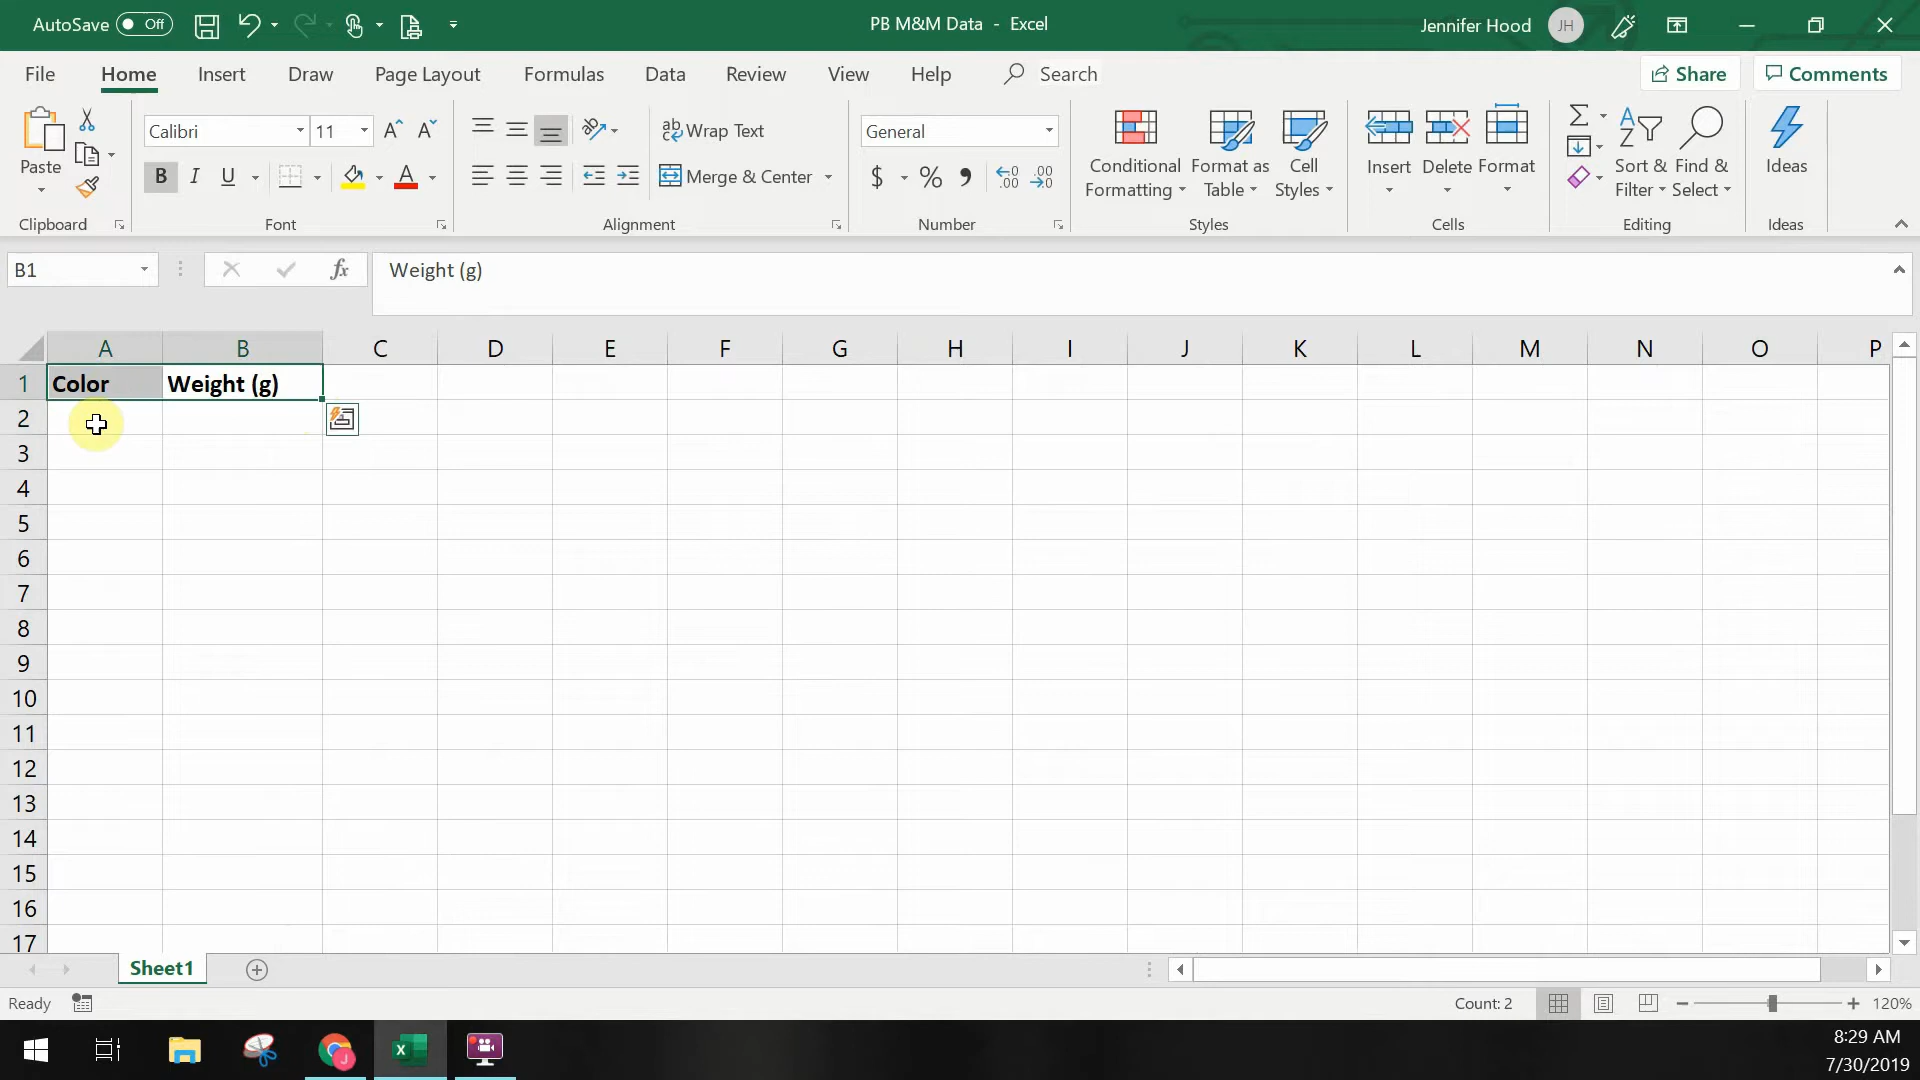 AutoSave Off
PB M&M Data - Excel
Jennifer Hood JH
File Home Insert Draw Page Layout Formulas Data Review View Help Search Share Comments
Paste
Clipboard
Calibri 11
B I U A
Font
ab Wrap Text
Merge & Center
Alignment
General
$ % , .00 .00
Number
Conditional Formatting
Format as Table
Cell Styles
Styles
Insert
Delete
Format
Cells
Sort & Filter
Find & Select
Editing
Ideas
Ideas
B1 fx Weight (g)
A B C D E F G H I J K L M N O P
1 Color Weight (g)
2
3
4
5
6
7
8
9
10
11
12
13
14
15
16
17
Sheet1
Ready Count: 2 120%
8:29 AM
7/30/2019